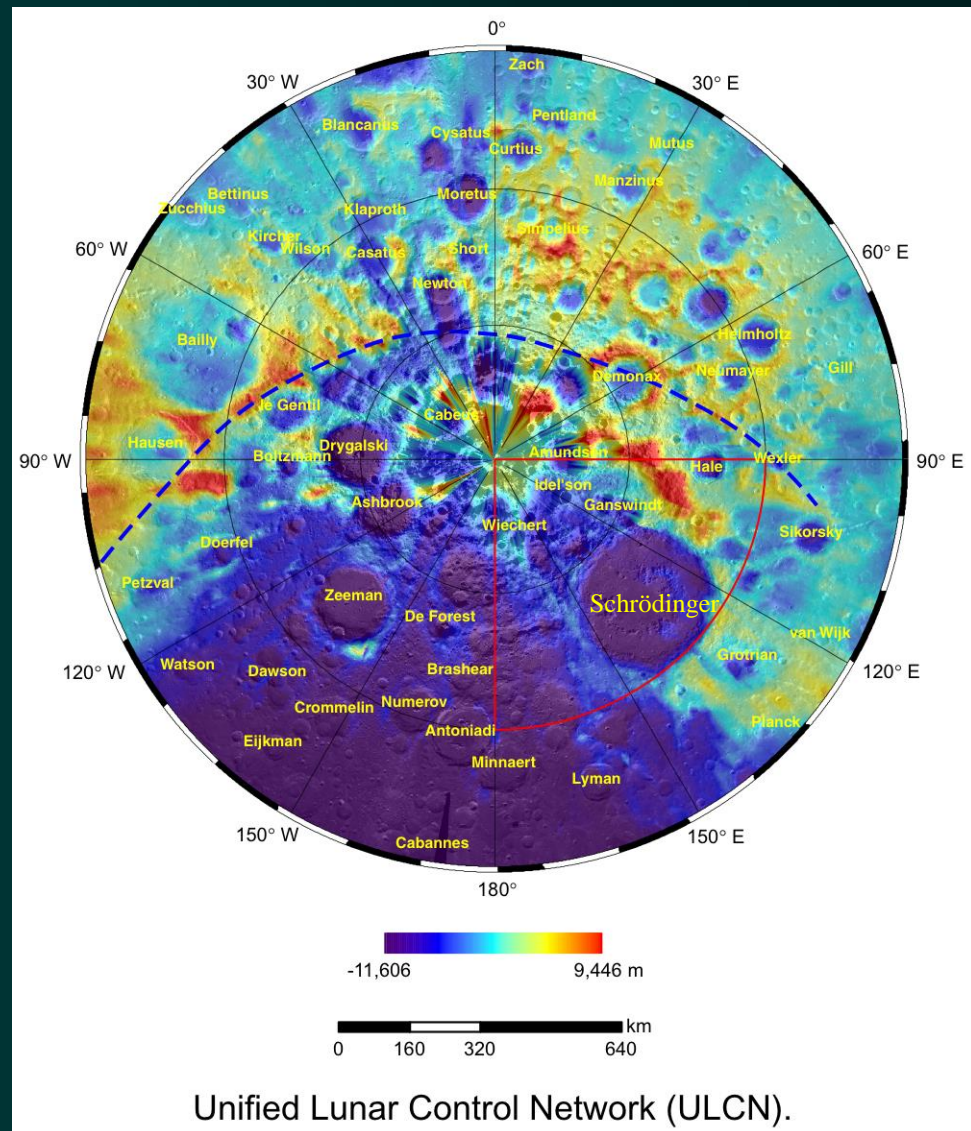 0°
Zach
30° W
30° E
Pentland
Blancanus
Cysatus
Mutus
Curtius
Manzinus
Bettinus
Moretus
Zucchius
Klaproth
Simpelius
Kircher
Wilson
Short
60° W
Casatus
60° E
Newton
Heimholtz
Bailly
Gill
Neumayer
Demonax
le Gentil
Cabeus
Hausen
Drygalski
Amundsen
90° W
Boltzmann
Hale
Wexler
90° E
Idel'son
Ashbrook
Ganswindt
Wiechert
Sikorsky
Doerfel
Petzval
Zeeman
Schrödinger
De Forest
van Wijk
Grotrian
120° W
Watson
Dawson
Brashear
120° E
Crommelin
Numerov
Planck
Antoniadi
Eijkman
Minnaert
Lyman
150° W
150° E
Cabannes
180°
-11,606
9,446 m
km
0 160 320 640
Unified Lunar Control Network (ULCN).